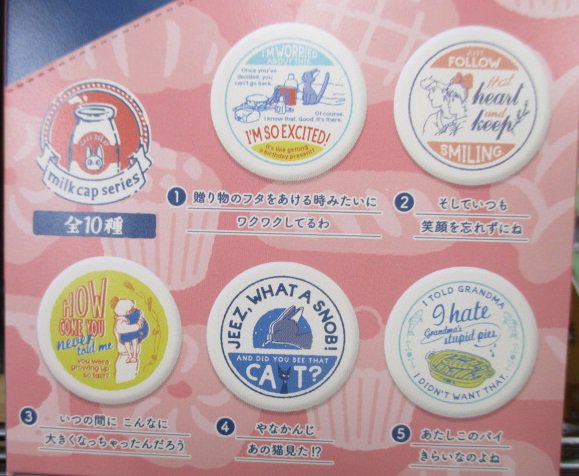 milk cap series
全10種
I'M WORRIED
ABOUT THIS.
Once you've
decided, you
can't go back.
Of course.
I know that. Good. It's there.
I'M SO EXCITED!
It's like getting
a birthday present!
1 贈り物のフタをあける時みたいに
ワクワクしてるわ
JUST
FOLLOW
that
heart
and
keep
SMILING
2 そしていつも
笑顔を忘れずにね
HOW
COME YOU
never
told me
you were
growing up
so fast?
3 いつの間に こんなに
大きくなっちゃったんだろう
JEEZ, WHAT A SNOB!
AND DID YOU SEE THAT
CAT?
4 やなかんじ
あの猫見た!?
I TOLD GRANDMA
I hate
Grandma's
stupid pies
I DIDN'T WANT THAT.
5 あたしこのパイ
きらいなのよね